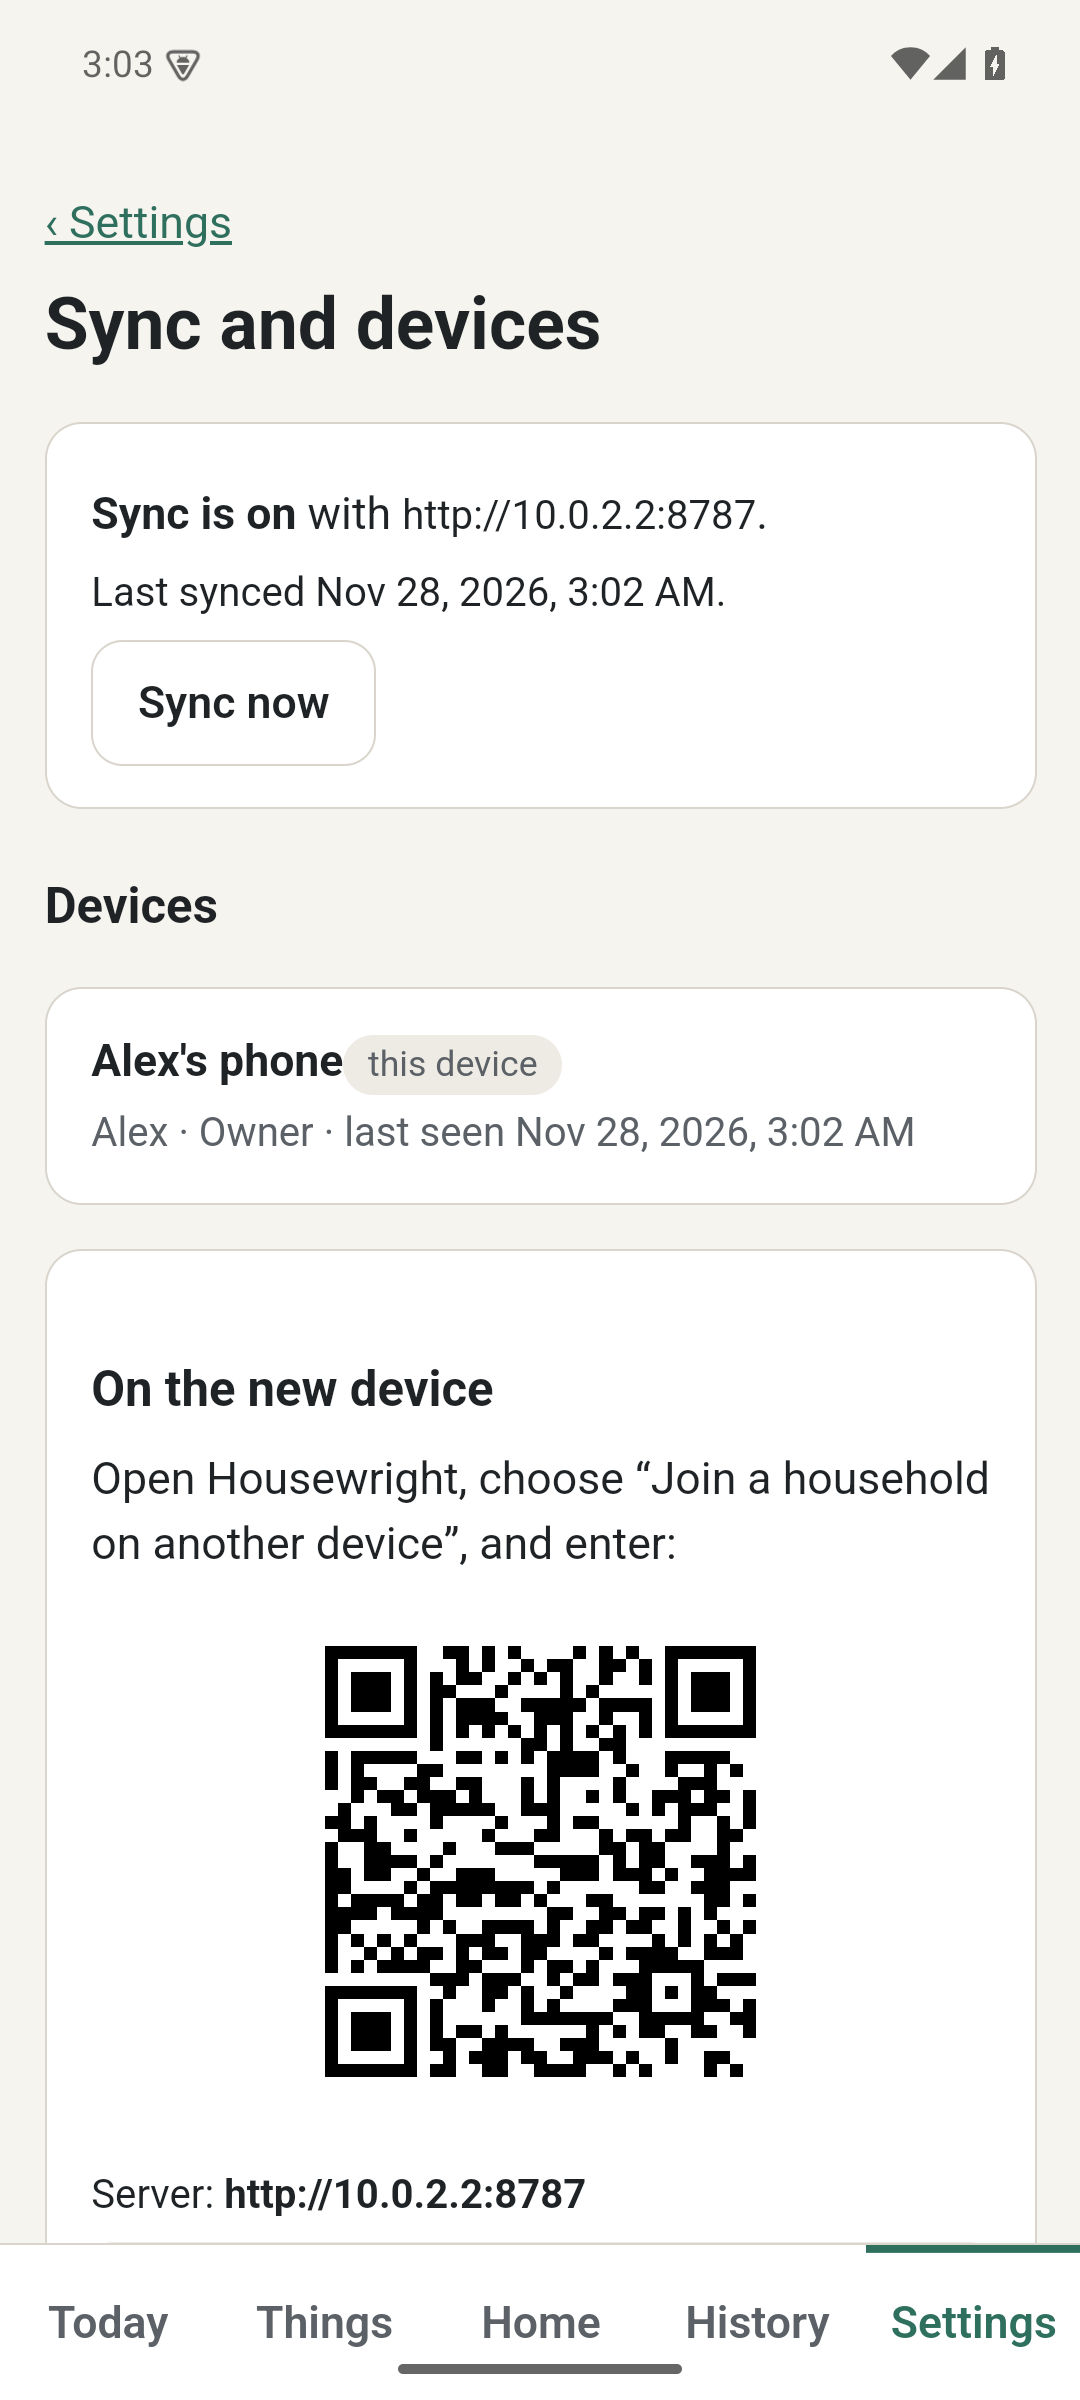 3:03
‹ Settings
Sync and devices
Sync is on with http://10.0.2.2:8787.
Last synced Nov 28, 2026, 3:02 AM.
Sync now
Devices
Alex's phone this device
Alex · Owner · last seen Nov 28, 2026, 3:02 AM
On the new device
Open Housewright, choose “Join a household
on another device”, and enter:
Server: http://10.0.2.2:8787
Today Things Home History Settings